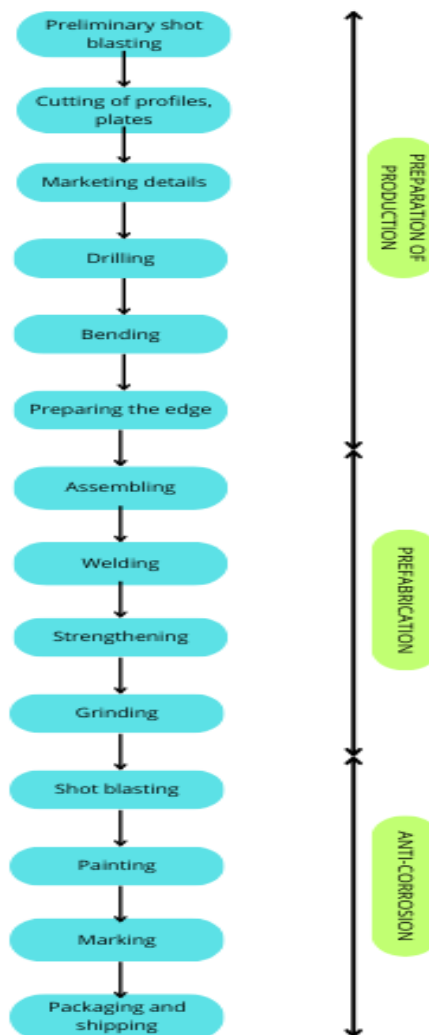 Preliminary shot
blasting
Cutting of profiles,
plates
Marketing details
Drilling
Bending
Preparing the edge
PREPARATION OF
PRODUCTION
Assembling
Welding
Strengthening
Grinding
PREFABRICATION
Shot blasting
Painting
Marking
Packaging and
shipping
ANTI-CORROSION